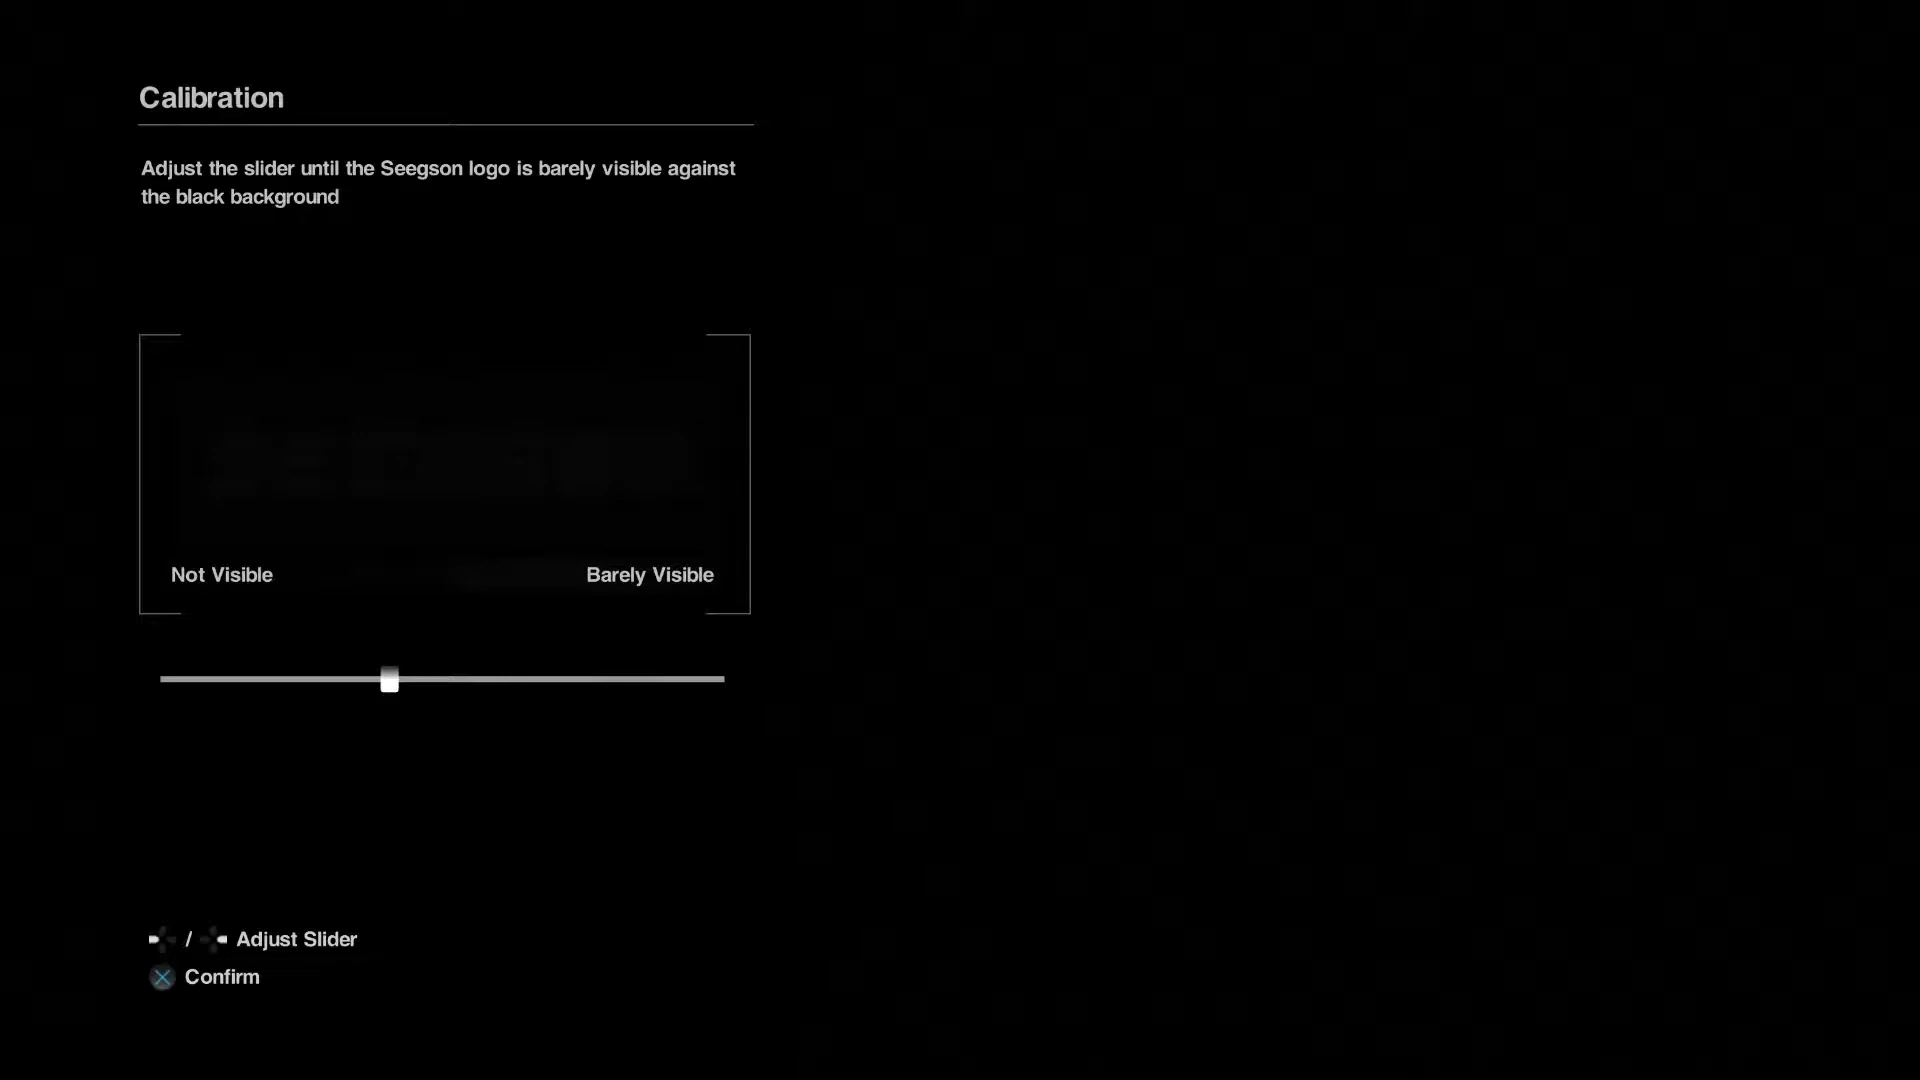 Calibration
Adjust the slider until the Seegson logo is barely visible against
the black background
Not Visible
Barely Visible
/ Adjust Slider
Confirm